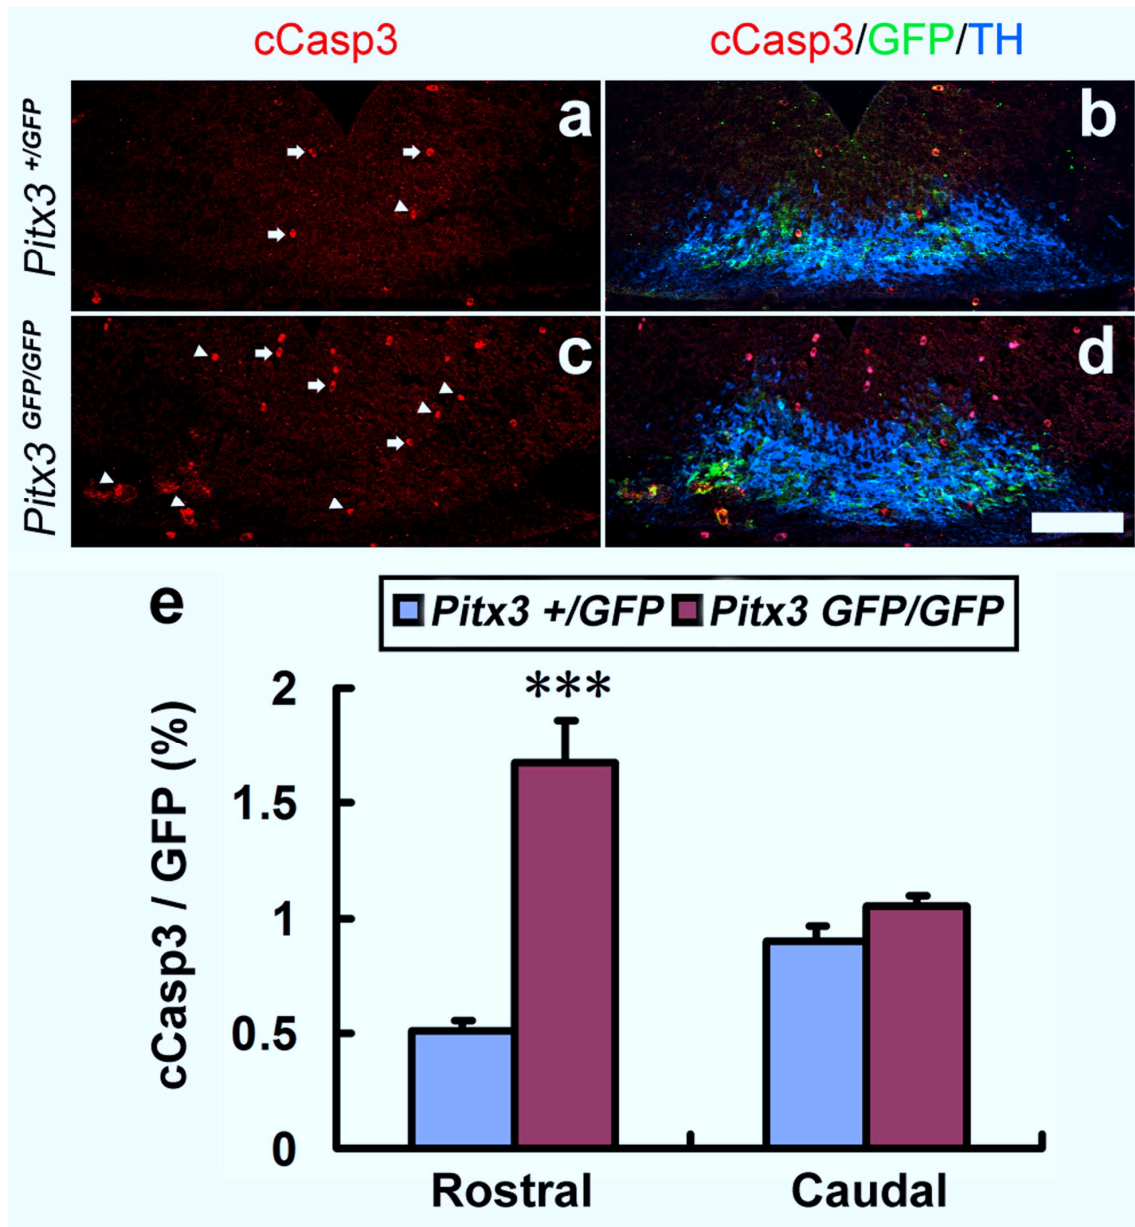 cCasp3
cCasp3/GFP/TH
Pitx3 +/GFP
a
b
Pitx3 GFP/GFP
c
d
e
Pitx3 +/GFP Pitx3 GFP/GFP
cCasp3 / GFP (%)
2
***
1.5
1
0.5
0
Rostral
Caudal